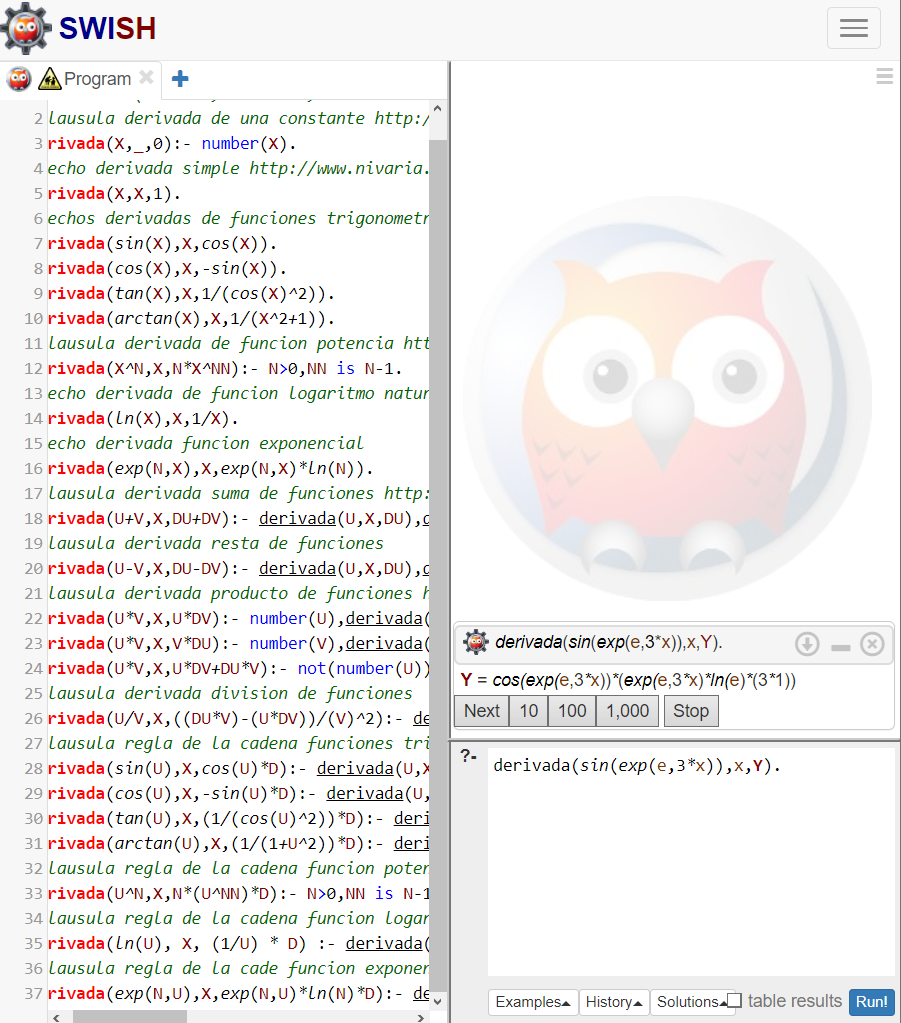 SWISH
Program
2 lausula derivada de una constante http:/
3 rivada(X,_,0):- number(X).
4 echo derivada simple http://www.nivaria.
5 rivada(X,X,1).
6 echos derivadas de funciones trigonometr
7 rivada(sin(X),X,cos(X)).
8 rivada(cos(X),X,-sin(X)).
9 rivada(tan(X),X,1/(cos(X)^2)).
10 rivada(arctan(X),X,1/(X^2+1)).
11 lausula derivada de funcion potencia htt
12 rivada(X^N,X,N*X^NN):- N>0,NN is N-1.
13 echo derivada de funcion logaritmo natur
14 rivada(ln(X),X,1/X).
15 echo derivada funcion exponencial
16 rivada(exp(N,X),X,exp(N,X)*ln(N)).
17 lausula derivada suma de funciones http:
18 rivada(U+V,X,DU+DV):- derivada(U,X,DU),d
19 lausula derivada resta de funciones
20 rivada(U-V,X,DU-DV):- derivada(U,X,DU),d
21 lausula derivada producto de funciones h
22 rivada(U*V,X,U*DV):- number(U),derivada(
23 rivada(U*V,X,V*DU):- number(V),derivada(
24 rivada(U*V,X,U*DV+DU*V):- not(number(U))
25 lausula derivada division de funciones
26 rivada(U/V,X,((DU*V)-(U*DV))/(V)^2):- de
27 lausula regla de la cadena funciones tri
28 rivada(sin(U),X,cos(U)*D):- derivada(U,X
29 rivada(cos(U),X,-sin(U)*D):- derivada(U,
30 rivada(tan(U),X,(1/(cos(U)^2))*D):- deri
31 rivada(arctan(U),X,(1/(1+U^2))*D):- deri
32 lausula regla de la cadena funcion poten
33 rivada(U^N,X,N*(U^NN)*D):- N>0,NN is N-1
34 lausula regla de la cadena funcion logar
35 rivada(ln(U), X, (1/U) * D) :- derivada(
36 lausula regla de la cade funcion exponen
37 rivada(exp(N,U),X,exp(N,U)*ln(N)*D):- de
derivada(sin(exp(e,3*x)),x,Y).
Y = cos(exp(e,3*x))*(exp(e,3*x)*ln(e)*(3*1))
Next 10 100 1,000 Stop
?- derivada(sin(exp(e,3*x)),x,Y).
Examples History Solutions table results Run!